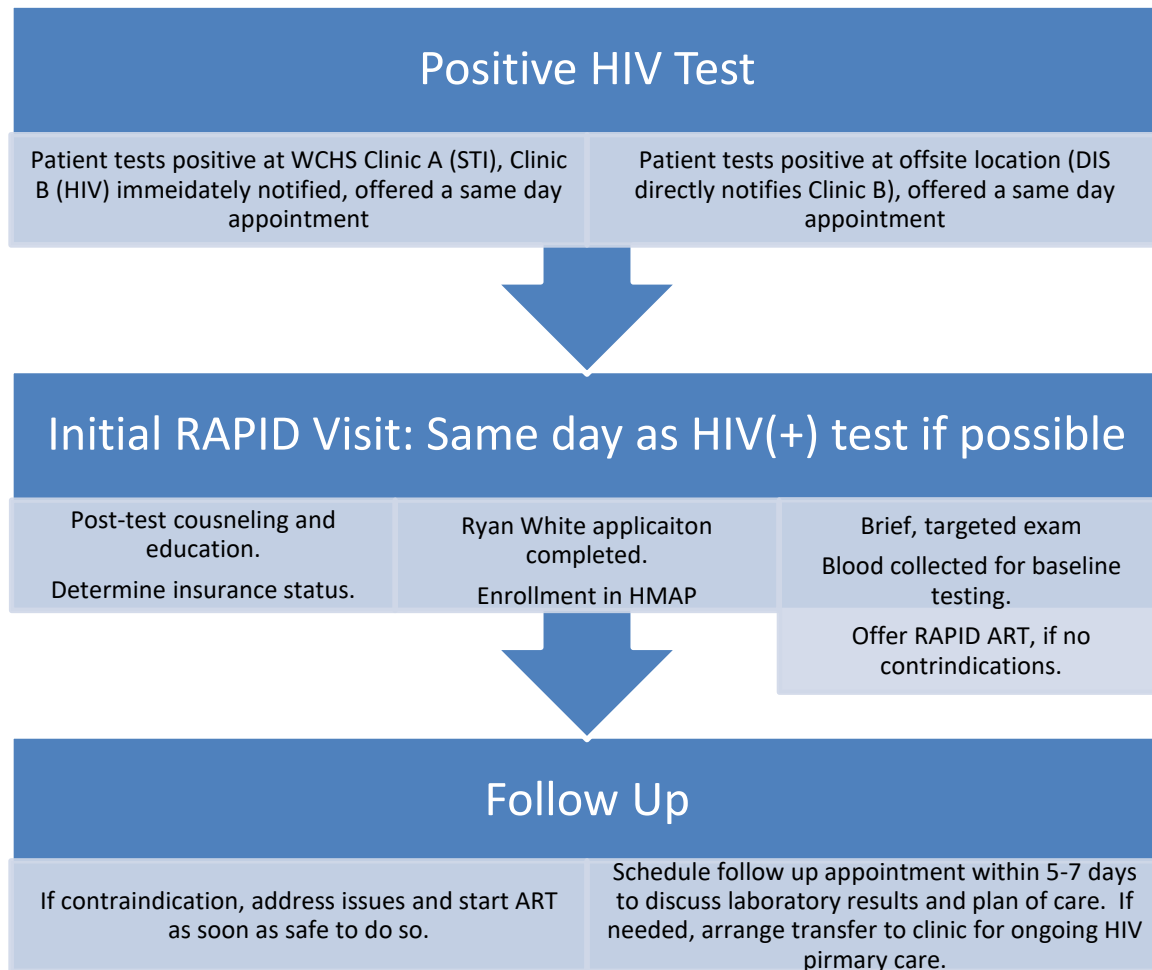 Positive HIV Test
Patient tests positive at WCHS Clinic A (STI), Clinic
B (HIV) immeidately notified, offered a same day
appointment
Patient tests positive at offsite location (DIS
directly notifies Clinic B), offered a same day
appointment
Initial RAPID Visit: Same day as HIV(+) test if possible
Post-test cousneling and
education.
Determine insurance status.
Ryan White applicaiton
completed.
Enrollment in HMAP
Brief, targeted exam
Blood collected for baseline
testing.
Offer RAPID ART, if no
contrindications.
Follow Up
If contraindication, address issues and start ART
as soon as safe to do so.
Schedule follow up appointment within 5-7 days
to discuss laboratory results and plan of care. If
needed, arrange transfer to clinic for ongoing HIV
pirmary care.